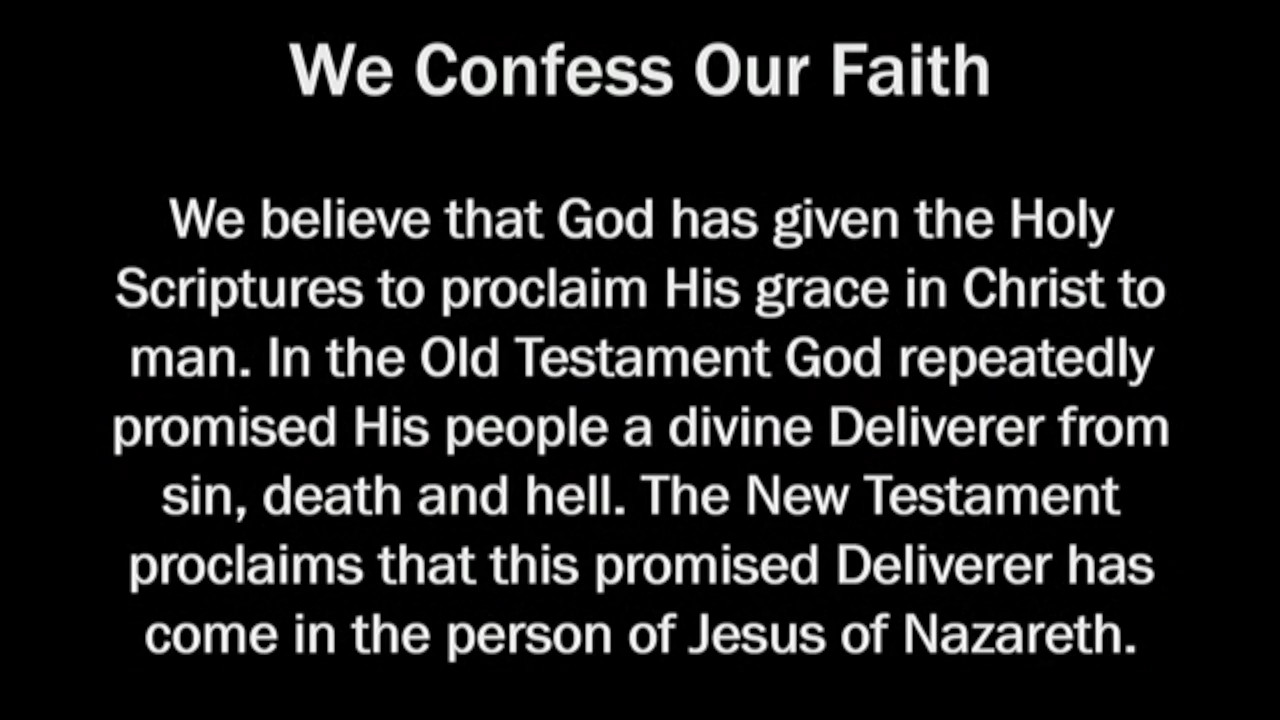 We Confess Our Faith
We believe that God has given the Holy
Scriptures to proclaim His grace in Christ to
man. In the Old Testament God repeatedly
promised His people a divine Deliverer from
sin, death and hell. The New Testament
proclaims that this promised Deliverer has
come in the person of Jesus of Nazareth.